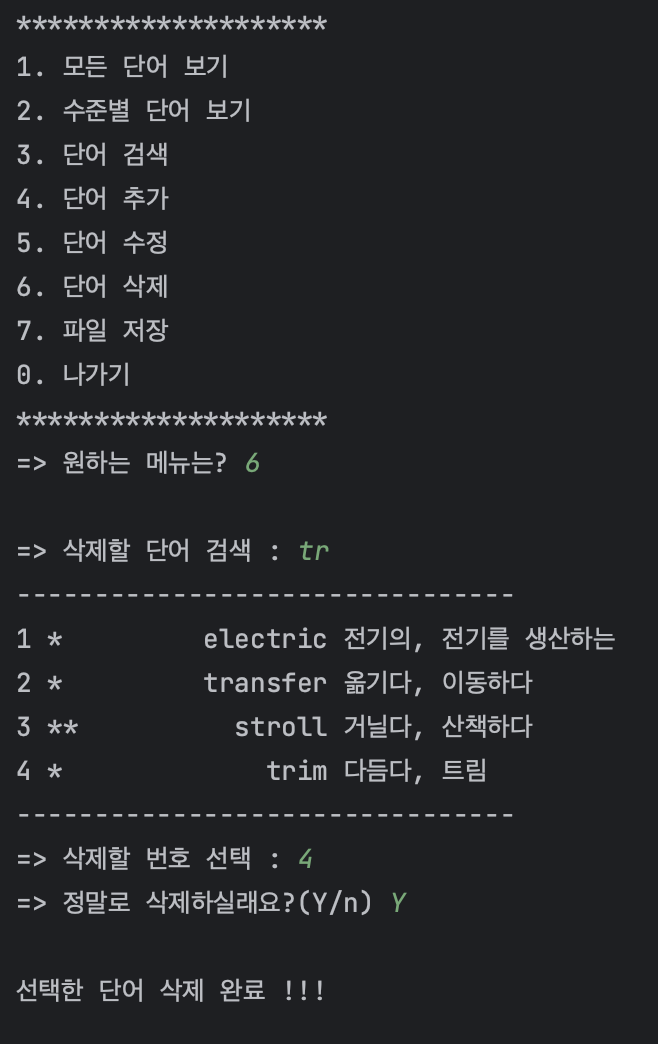 ********************
1. 모든 단어 보기
2. 수준별 단어 보기
3. 단어 검색
4. 단어 추가
5. 단어 수정
6. 단어 삭제
7. 파일 저장
0. 나가기
********************
=> 원하는 메뉴는? 6
=> 삭제할 단어 검색 : tr
--------------------------------
1 *         electric 전기의, 전기를 생산하는
2 *         transfer 옮기다, 이동하다
3 **          stroll 거닐다, 산책하다
4 *             trim 다듬다, 트림
--------------------------------
=> 삭제할 번호 선택 : 4
=> 정말로 삭제하실래요?(Y/n) Y
선택한 단어 삭제 완료 !!!